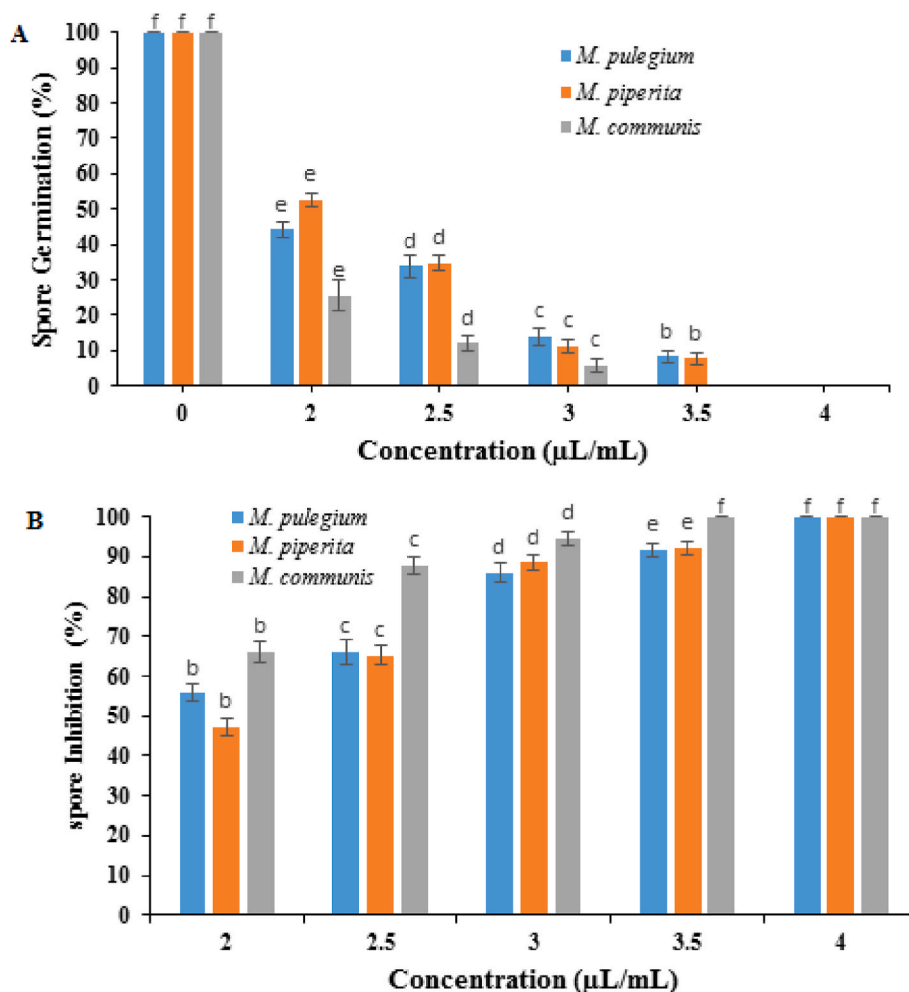 A
Spore Germination (%)
100
90
80
70
60
50
40
30
20
10
0
f f f
e e e
d d d
c c c
b b
M. pulegium
M. piperita
M. communis
0 2 2.5 3 3.5 4
Concentration (µL/mL)
B
spore Inhibition (%)
100
90
80
70
60
50
40
30
20
10
0
M. pulegium
M. piperita
M. communis
b b b
c c c
d d d
e e f
f f f
2 2.5 3 3.5 4
Concentration (µL/mL)